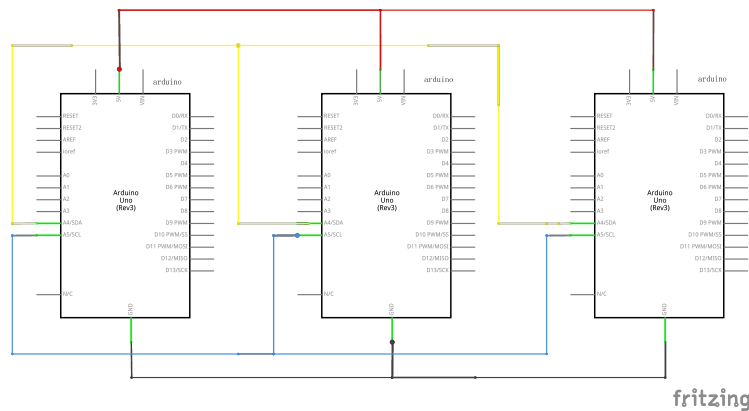 arduino
3V3
5V
VIN
RESET
RESET2
AREF
ioref
A0
A1
A2
A3
A4/SDA
A5/SCL
N/C
D0/RX
D1/TX
D2
D3 PWM
D4
D5 PWM
D6 PWM
D7
D8
D9 PWM
D10 PWM/SS
D11 PWM/MOSI
D12/MISO
D13/SCK
Arduino
Uno
(Rev3)
GND
arduino
3V3
5V
VIN
RESET
RESET2
AREF
ioref
A0
A1
A2
A3
A4/SDA
A5/SCL
N/C
D0/RX
D1/TX
D2
D3 PWM
D4
D5 PWM
D6 PWM
D7
D8
D9 PWM
D10 PWM/SS
D11 PWM/MOSI
D12/MISO
D13/SCK
Arduino
Uno
(Rev3)
GND
arduino
3V3
5V
VIN
RESET
RESET2
AREF
ioref
A0
A1
A2
A3
A4/SDA
A5/SCL
N/C
D0/RX
D1/TX
D2
D3 PWM
D4
D5 PWM
D6 PWM
D7
D8
D9 PWM
D10 PWM/SS
D11 PWM/MOSI
D12/MISO
D13/SCK
Arduino
Uno
(Rev3)
GND
fritzing